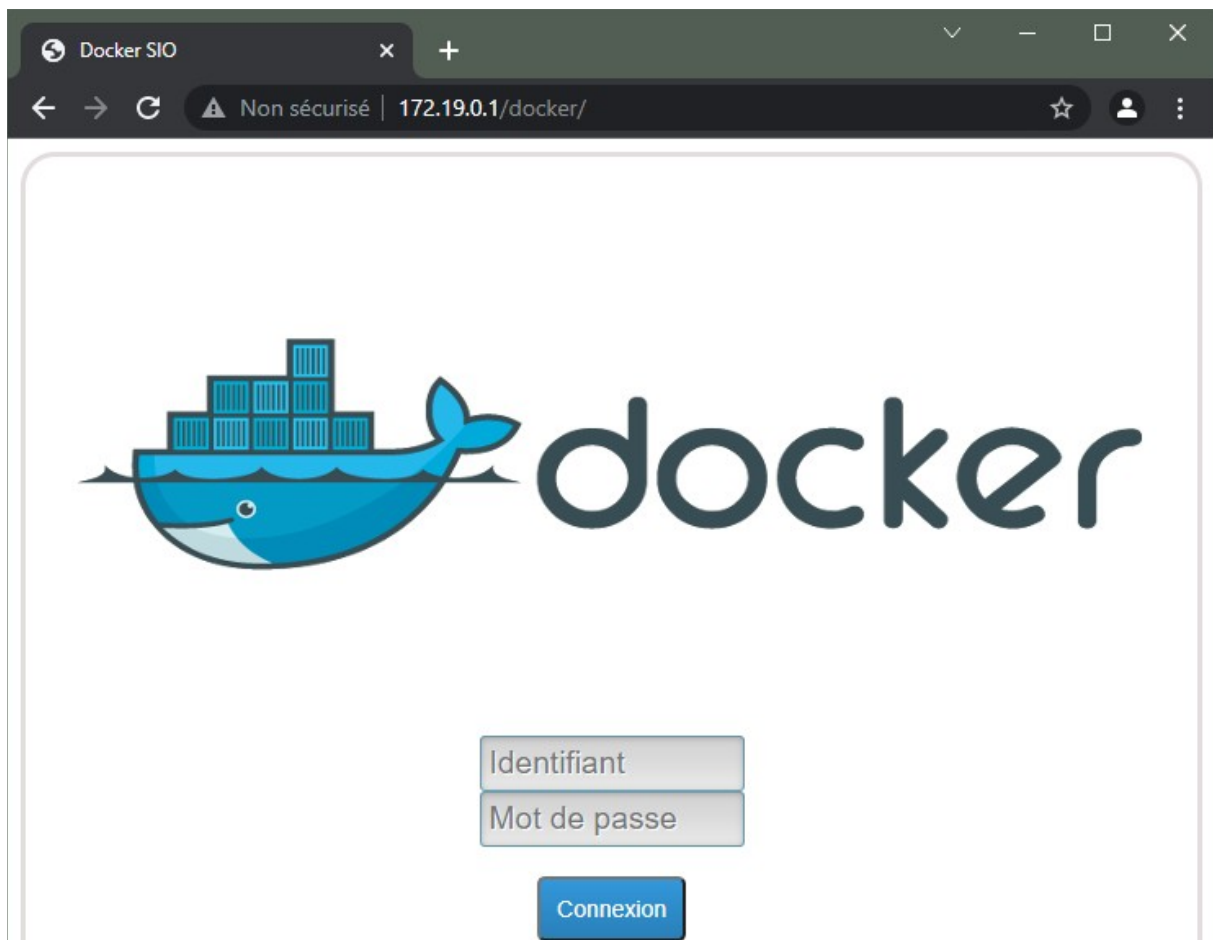 Docker SIO
Non sécurisé | 172.19.0.1/docker/
docker
Identifiant
Mot de passe
Connexion